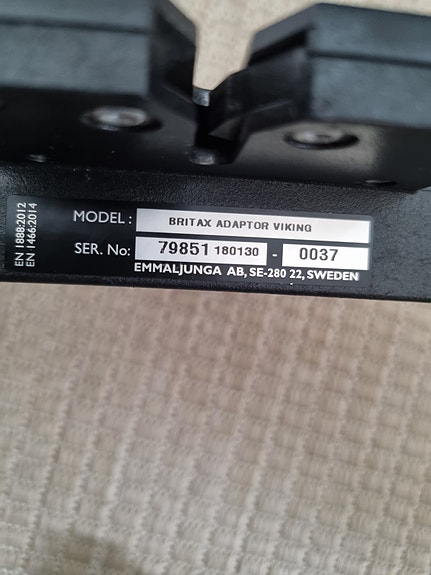 EN 1888:2012
EN 1466:2014
MODEL : BRITAX ADAPTOR VIKING
SER. No: 79851 180130 - 0037
EMMALJUNGA AB, SE-280 22, SWEDEN